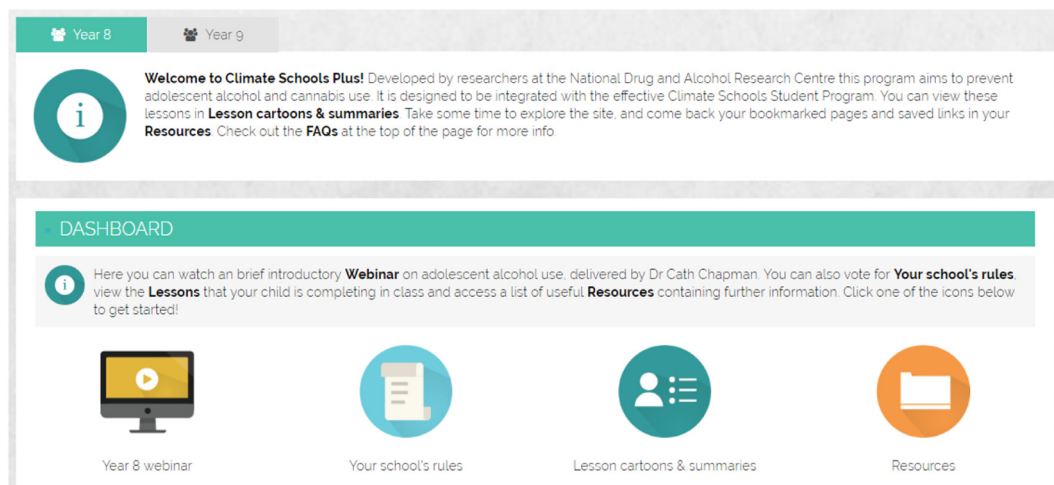 Year 8
Year 9
Welcome to Climate Schools Plus! Developed by researchers at the National Drug and Alcohol Research Centre this program aims to prevent
adolescent alcohol and cannabis use. It is designed to be integrated with the effective Climate Schools Student Program. You can view these
lessons in Lesson cartoons & summaries. Take some time to explore the site, and come back your bookmarked pages and saved links in your
Resources. Check out the FAQs at the top of the page for more info.
DASHBOARD
Here you can watch an brief introductory Webinar on adolescent alcohol use, delivered by Dr Cath Chapman. You can also vote for Your school's rules,
view the Lessons that your child is completing in class and access a list of useful Resources containing further information. Click one of the icons below
to get started!
Year 8 webinar
Your school's rules
Lesson cartoons & summaries
Resources